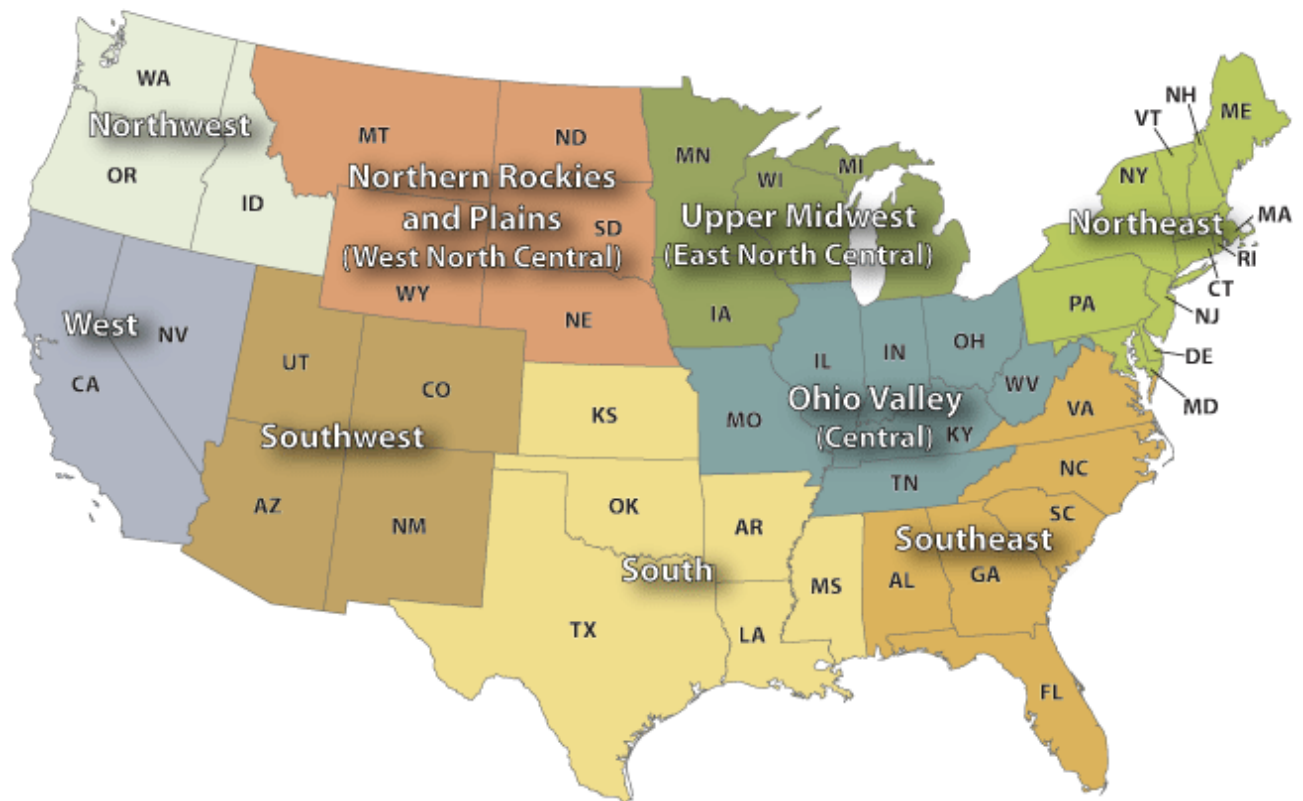 WA
Northwest
OR
ID
MT
ND
Northern Rockies
and Plains
(West North Central)
SD
WY
NE
MN
WI
MI
Upper Midwest
(East North Central)
IA
ME
NH
VT
NY
Northeast
MA
RI
CT
PA
NJ
DE
MD
West
NV
CA
UT
CO
Southwest
AZ
NM
KS
OK
AR
South
TX
LA
MS
IL
IN
OH
WV
MO
Ohio Valley
(Central)
KY
TN
VA
NC
SC
Southeast
AL
GA
FL